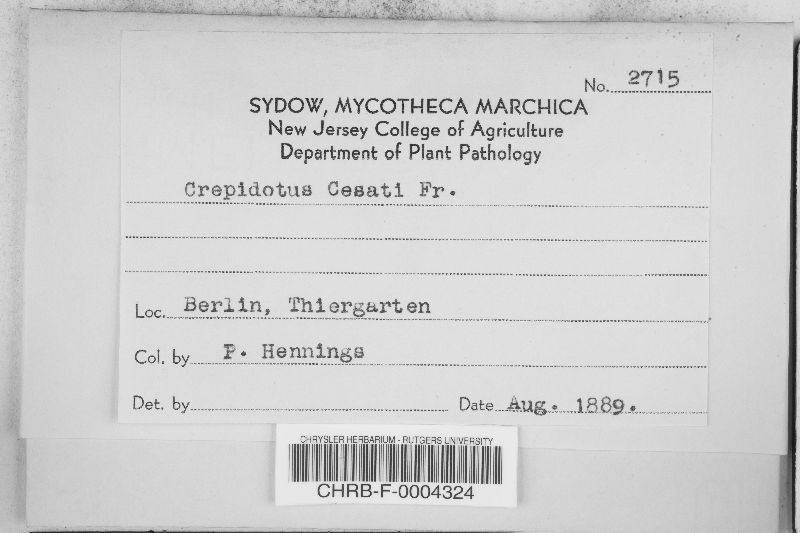 No. 2715
SYDOW, MYCOTHECA MARCHICA
New Jersey College of Agriculture
Department of Plant Pathology
Crepidotus Cesati Fr.
Loc. Berlin, Thiergarten
Col. by P. Hennings
Det. by Date Aug. 1889.
CHRYSLER HERBARIUM - RUTGERS UNIVERSITY
CHRB-F-0004324